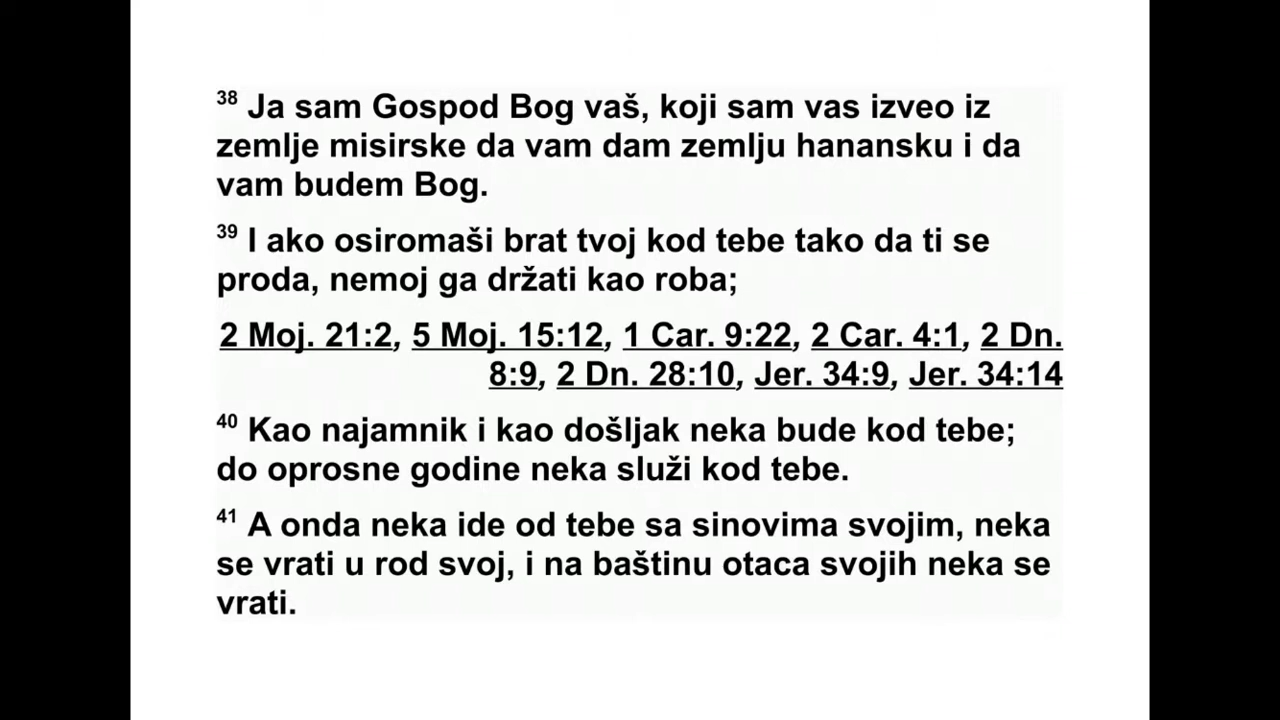 38 Ja sam Gospod Bog vaš, koji sam vas izveo iz
zemlje misirske da vam dam zemlju hanansku i da
vam budem Bog.
39 I ako osiromaši brat tvoj kod tebe tako da ti se
proda, nemoj ga držati kao roba;
2 Moj. 21:2, 5 Moj. 15:12, 1 Car. 9:22, 2 Car. 4:1, 2 Dn.
8:9, 2 Dn. 28:10, Jer. 34:9, Jer. 34:14
40 Kao najamnik i kao došljak neka bude kod tebe;
do oprosne godine neka služi kod tebe.
41 A onda neka ide od tebe sa sinovima svojim, neka
se vrati u rod svoj, i na baštinu otaca svojih neka se
vrati.